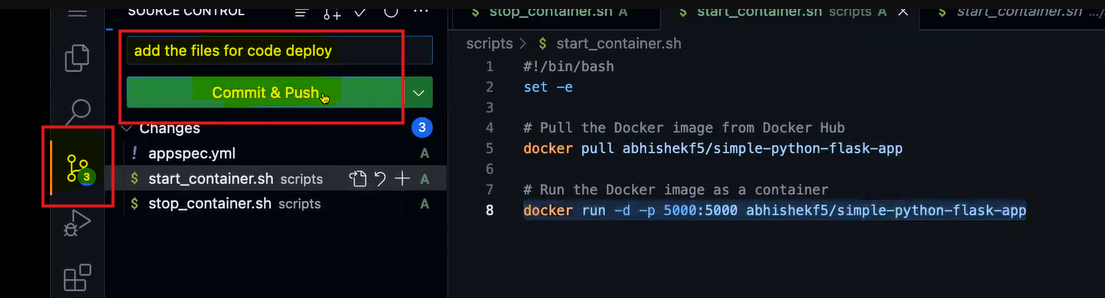 SOURCE CONTROL
add the files for code deploy
Commit & Push
Changes 3
3
! appspec.yml A
$ start_container.sh scripts A
$ stop_container.sh scripts A
$ stop_container.sh A
$ start_container.sh scripts A
$ start_container.sh .../
scripts > $ start_container.sh
1 #!/bin/bash
2 set -e
3
4 # Pull the Docker image from Docker Hub
5 docker pull abhishekf5/simple-python-flask-app
6
7 # Run the Docker image as a container
8 docker run -d -p 5000:5000 abhishekf5/simple-python-flask-app